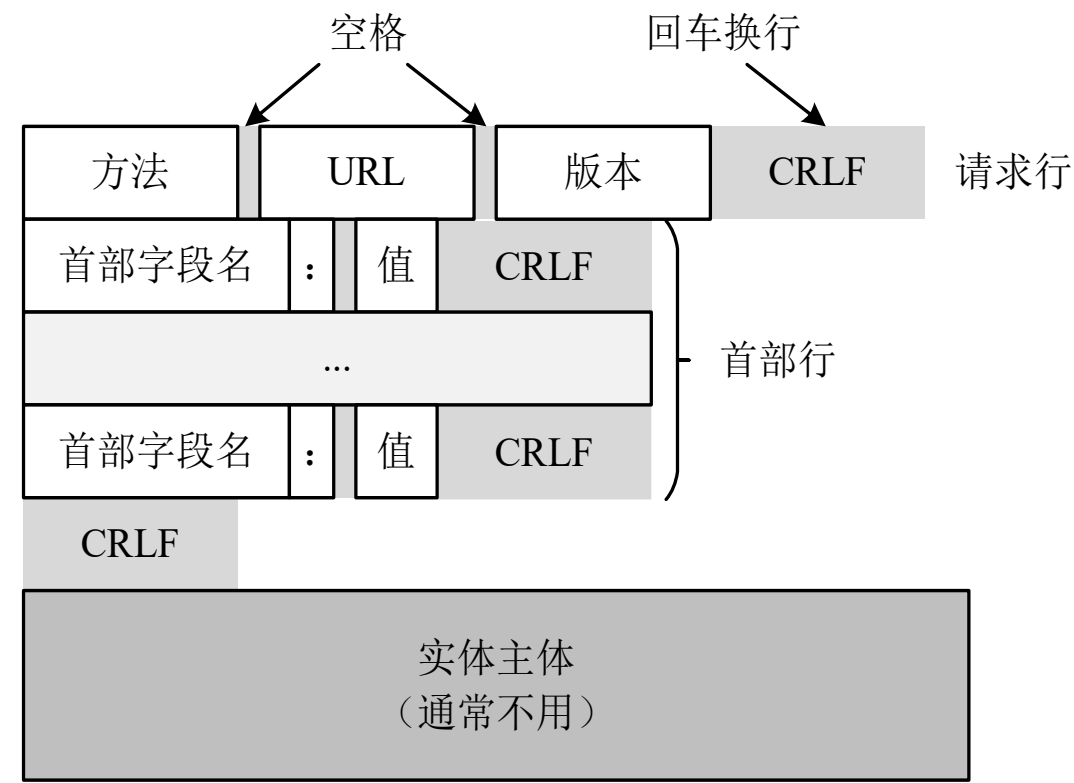 空格 回车换行
方法 URL 版本 CRLF 请求行
首部字段名 : 值 CRLF
... 首部行
首部字段名 : 值 CRLF
CRLF
实体主体
（通常不用）